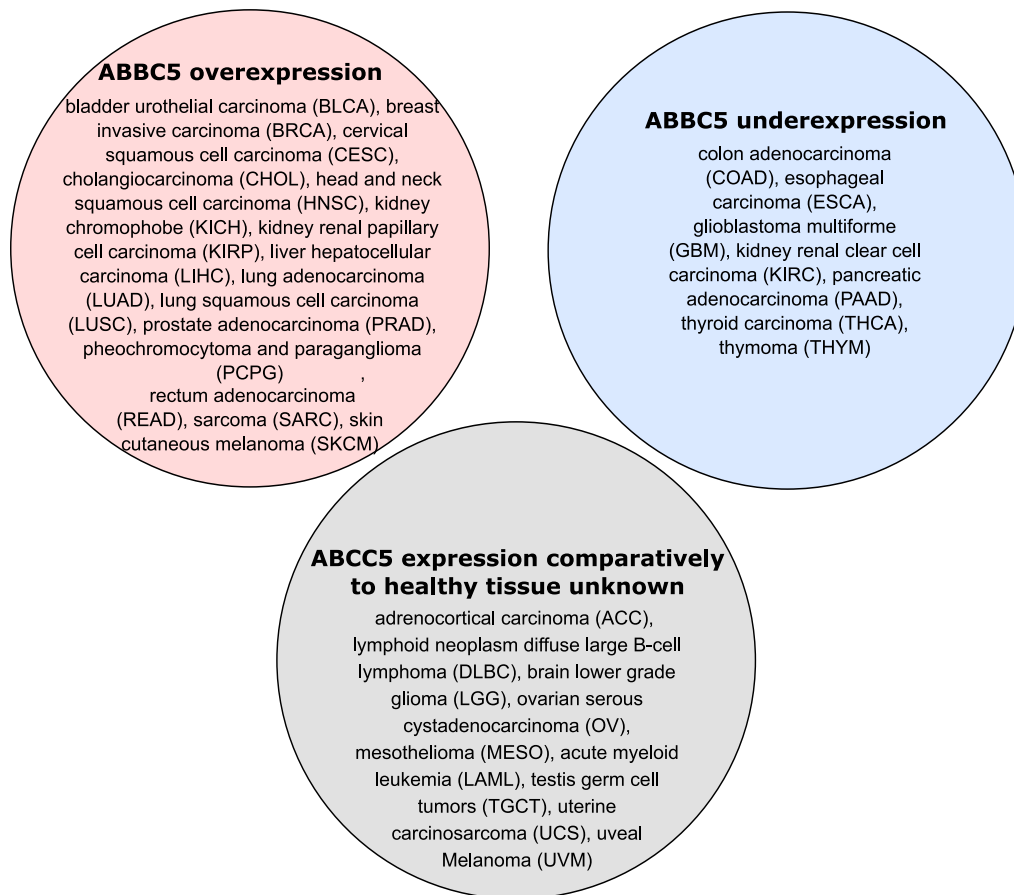 ABBC5 overexpression
bladder urothelial carcinoma (BLCA), breast
invasive carcinoma (BRCA), cervical
squamous cell carcinoma (CESC),
cholangiocarcinoma (CHOL), head and neck
squamous cell carcinoma (HNSC), kidney
chromophobe (KICH), kidney renal papillary
cell carcinoma (KIRP), liver hepatocellular
carcinoma (LIHC), lung adenocarcinoma
(LUAD), lung squamous cell carcinoma
(LUSC), prostate adenocarcinoma (PRAD),
pheochromocytoma and paraganglioma
(PCPG) ,
rectum adenocarcinoma
(READ), sarcoma (SARC), skin
cutaneous melanoma (SKCM)
ABBC5 underexpression
colon adenocarcinoma
(COAD), esophageal
carcinoma (ESCA),
glioblastoma multiforme
(GBM), kidney renal clear cell
carcinoma (KIRC), pancreatic
adenocarcinoma (PAAD),
thyroid carcinoma (THCA),
thymoma (THYM)
ABCC5 expression comparatively
to healthy tissue unknown
adrenocortical carcinoma (ACC),
lymphoid neoplasm diffuse large B-cell
lymphoma (DLBC), brain lower grade
glioma (LGG), ovarian serous
cystadenocarcinoma (OV),
mesothelioma (MESO), acute myeloid
leukemia (LAML), testis germ cell
tumors (TGCT), uterine
carcinosarcoma (UCS), uveal
Melanoma (UVM)